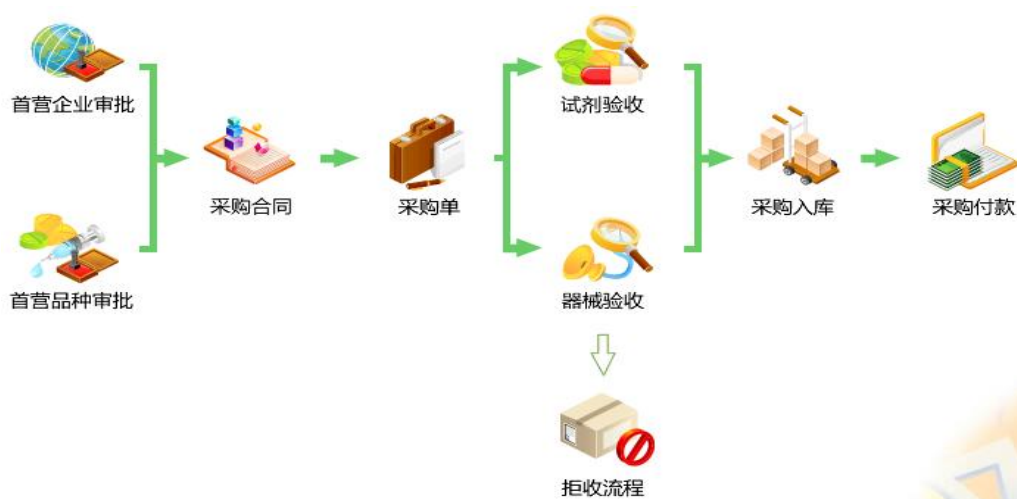 首营企业审批
试剂验收
采购合同
采购单
采购入库
采购付款
首营品种审批
器械验收
拒收流程